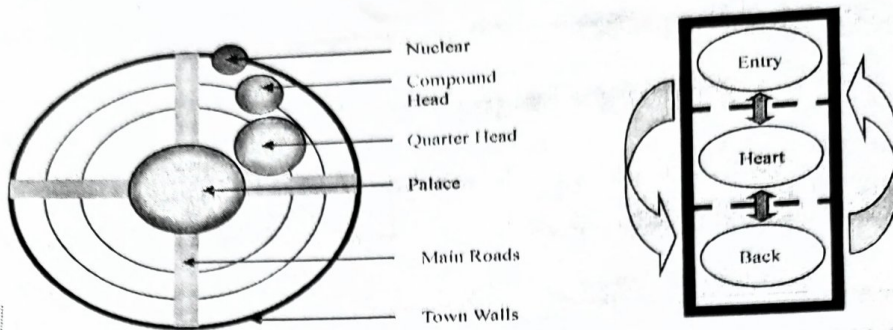 Nuclear
Compound
Head
Quarter Head
Palace
Main Roads
Town Walls
Entry
Heart
Back